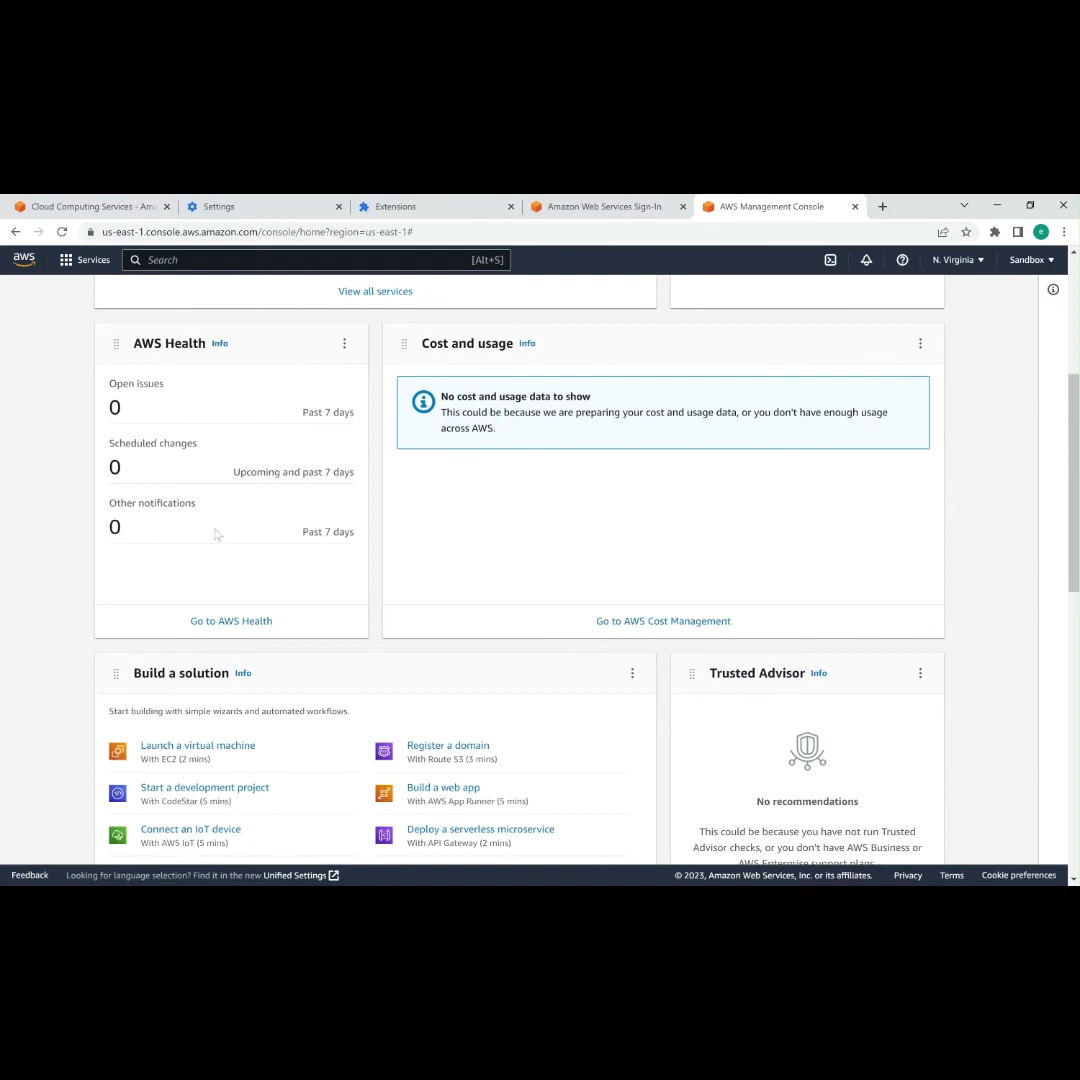 Cloud Computing Services - Ama
Settings
Extensions
Amazon Web Services Sign-In
AWS Management Console
us-east-1.console.aws.amazon.com/console/home?region=us-east-1#
e
aws
Services
Search
[Alt+S]
N. Virginia
Sandbox
View all services
AWS Health Info
Open issues
0
Past 7 days
Scheduled changes
0
Upcoming and past 7 days
Other notifications
0
Past 7 days
Go to AWS Health
Cost and usage Info
No cost and usage data to show
This could be because we are preparing your cost and usage data, or you don't have enough usage
across AWS.
Go to AWS Cost Management
Build a solution Info
Start building with simple wizards and automated workflows.
Launch a virtual machine
With EC2 (2 mins)
Register a domain
With Route 53 (3 mins)
Start a development project
With CodeStar (5 mins)
Build a web app
With AWS App Runner (5 mins)
Connect an IoT device
With AWS IoT (5 mins)
Deploy a serverless microservice
With API Gateway (2 mins)
Trusted Advisor Info
No recommendations
This could be because you have not run Trusted
Advisor checks, or you don't have AWS Business or
AWS Enterprise support plans.
Feedback
Looking for language selection? Find it in the new Unified Settings
© 2023, Amazon Web Services, Inc. or its affiliates.
Privacy
Terms
Cookie preferences